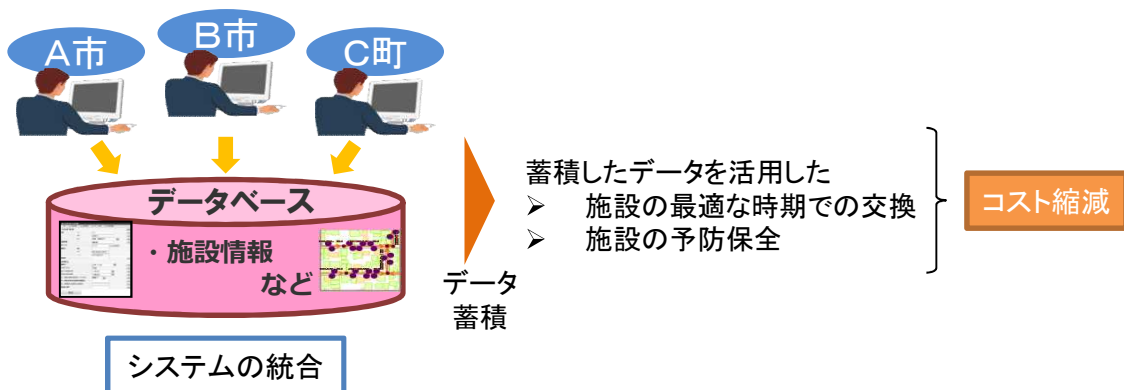 A市
B市
C町
データベース
・施設情報
など
データ
蓄積
蓄積したデータを活用した
➢ 施設の最適な時期での交換
➢ 施設の予防保全
コスト縮減
システムの統合